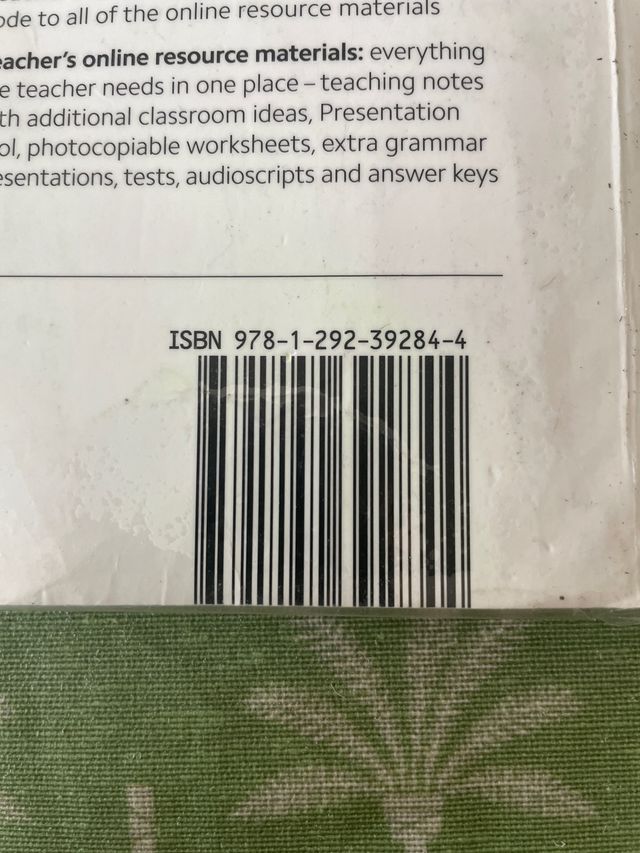 ode to all of the online resource materials
eacher's online resource materials: everything
e teacher needs in one place – teaching notes
th additional classroom ideas, Presentation
ol, photocopiable worksheets, extra grammar
esentations, tests, audioscripts and answer keys
ISBN 978-1-292-39284-4